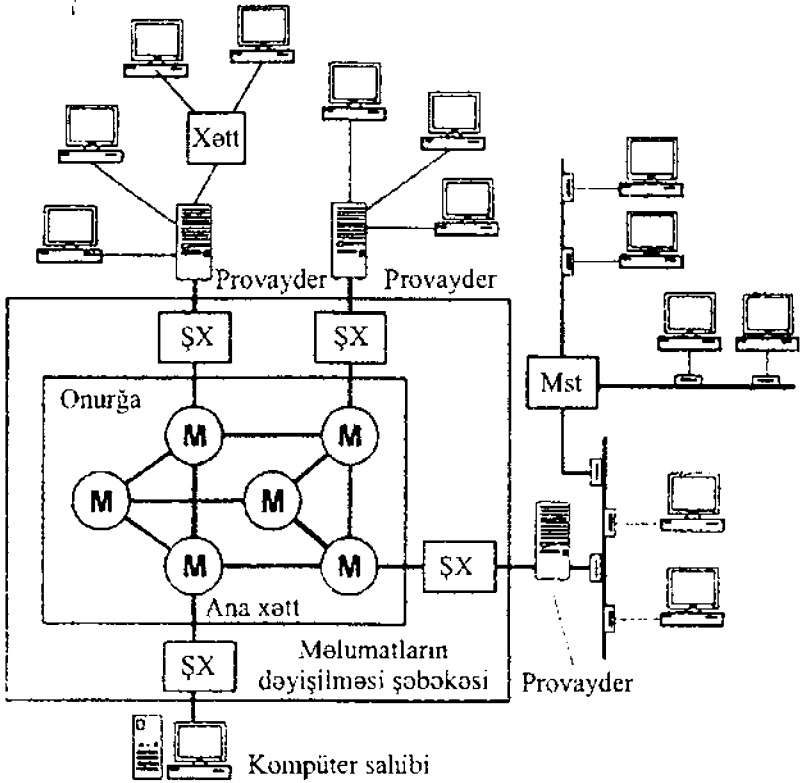 Xətt
Provayder
Provayder
ŞX
ŞX
Onurğa
Mst
M
M
M
M
M
M
ŞX
Ana xətt
ŞX
Məlumatların
dəyişilməsi şəbəkəsi
Provayder
Kompüter sahibi